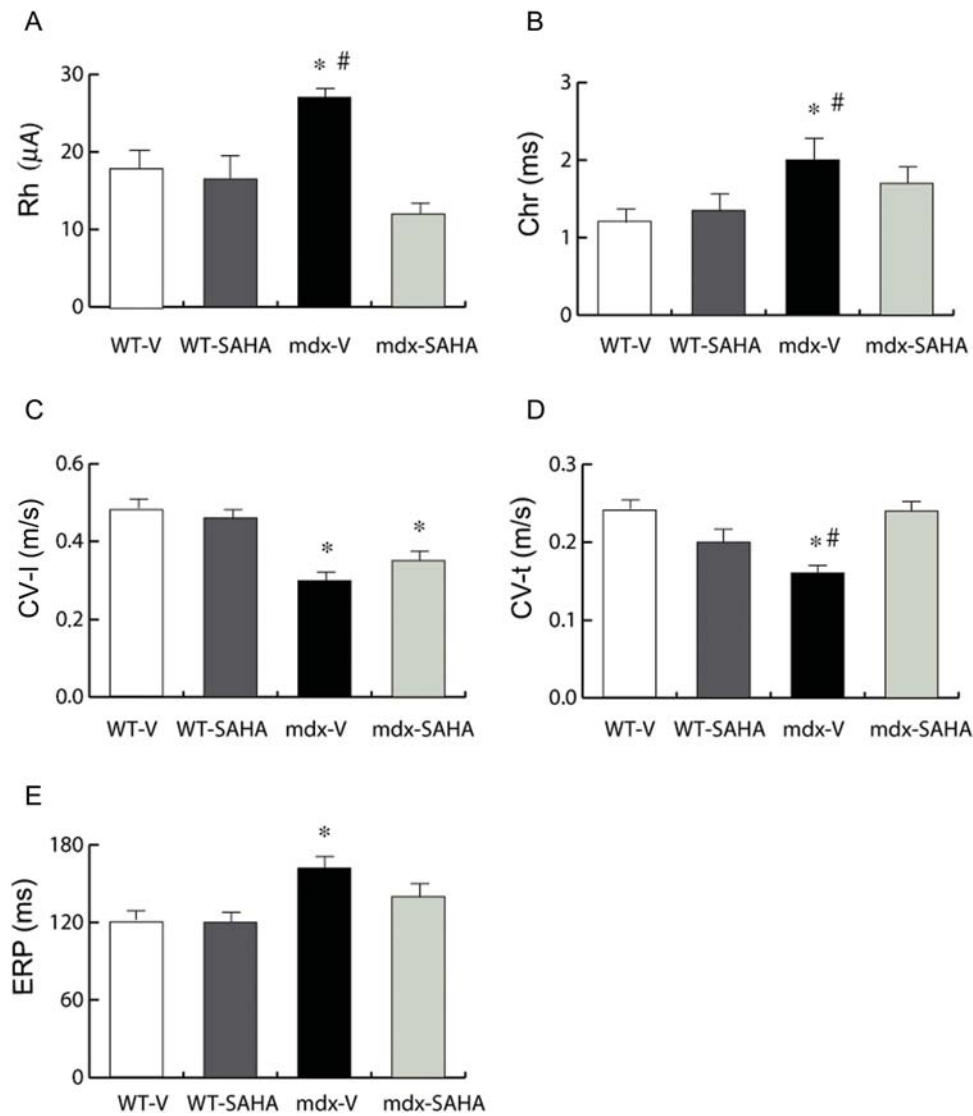 A
30
* #
20
Rh (µA)
10
0
WT-V WT-SAHA mdx-V mdx-SAHA
B
3
* #
2
Chr (ms)
1
0
WT-V WT-SAHA mdx-V mdx-SAHA
C
0.6
* *
0.4
CV-l (m/s)
0.2
0.0
WT-V WT-SAHA mdx-V mdx-SAHA
D
0.3
*#
0.2
CV-t (m/s)
0.1
0.0
WT-V WT-SAHA mdx-V mdx-SAHA
E
180
*
120
ERP (ms)
60
0
WT-V WT-SAHA mdx-V mdx-SAHA